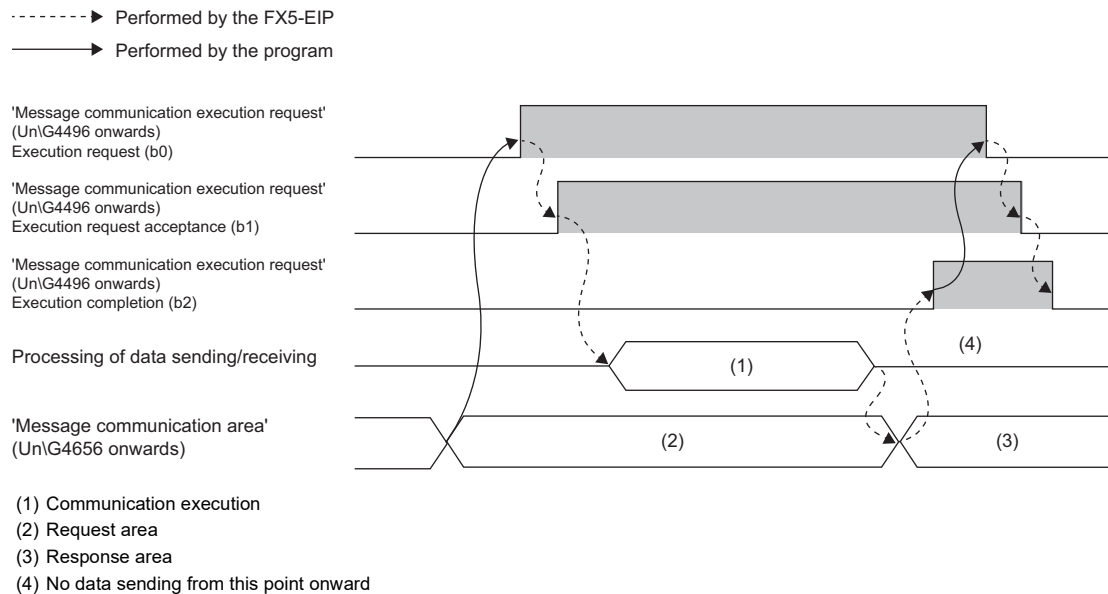 Performed by the FX5-EIP
Performed by the program
'Message communication execution request'
(Un\G4496 onwards)
Execution request (b0)
'Message communication execution request'
(Un\G4496 onwards)
Execution request acceptance (b1)
'Message communication execution request'
(Un\G4496 onwards)
Execution completion (b2)
Processing of data sending/receiving
(1)
(4)
'Message communication area'
(Un\G4656 onwards)
(2)
(3)
(1) Communication execution
(2) Request area
(3) Response area
(4) No data sending from this point onward